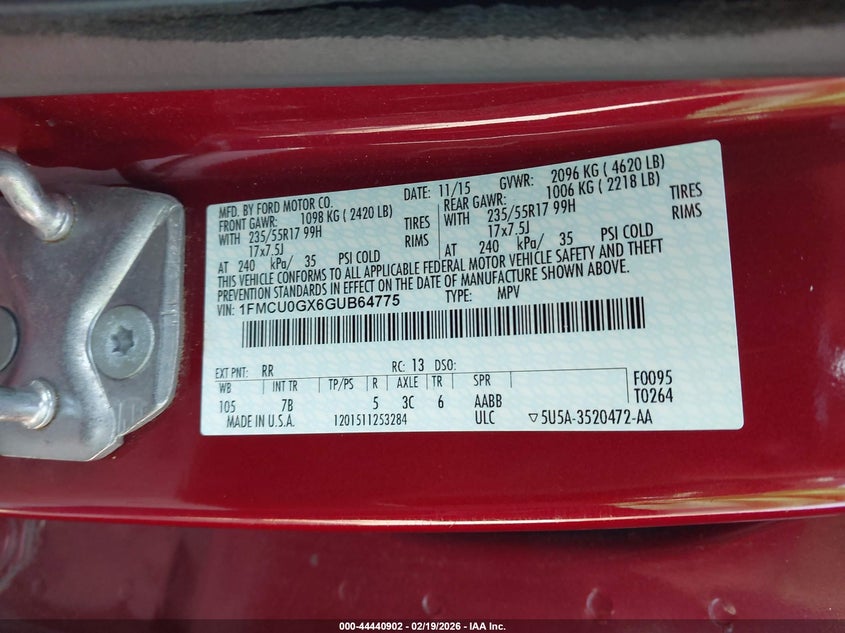 MFD. BY FORD MOTOR CO.
DATE: 11/15
GVWR: 2096 KG ( 4620 LB)
FRONT GAWR: 1098 KG ( 2420 LB)
REAR GAWR: 1006 KG ( 2218 LB)
WITH 235/55R17 99H TIRES
WITH 235/55R17 99H TIRES
17x7.5J RIMS
17x7.5J RIMS
AT 240 kPa/ 35 PSI COLD
AT 240 kPa/ 35 PSI COLD
THIS VEHICLE CONFORMS TO ALL APPLICABLE FEDERAL MOTOR VEHICLE SAFETY AND THEFT
PREVENTION STANDARDS IN EFFECT ON THE DATE OF MANUFACTURE SHOWN ABOVE.
VIN: 1FMCU0GX6GUB64775 TYPE: MPV
EXT PNT: RR RC: 13 DSO:
WB INT TR TP/PS R AXLE TR SPR F0095
105 7B 5 3C 6 AABB T0264
MADE IN U.S.A. 1201511253284 ULC ▽5U5A-3520472-AA
000-44440902 - 02/19/2026 - IAA Inc.